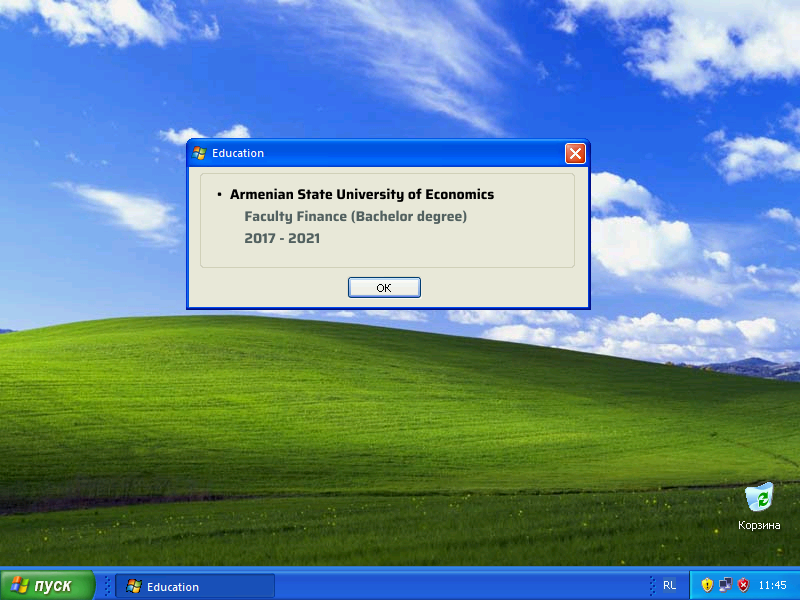 Education
• Armenian State University of Economics
Faculty Finance (Bachelor degree)
2017 - 2021
OK
Корзина
пуск
Education
RL
11:45